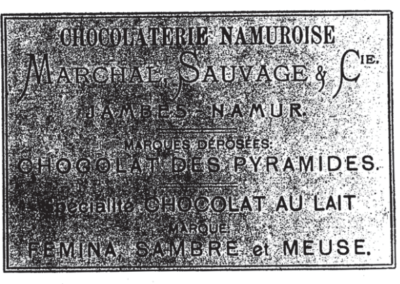 CHOCOLATERIE NAMUROISE
MARCHAL, SAUVAGE & CIE.
JAMBES-NAMUR.
MARQUES DÉPOSÉES:
CHOCOLAT DES PYRAMIDES.
Spécialité CHOCOLAT AU LAIT
MARQUE:
FEMINA, SAMBRE et MEUSE.